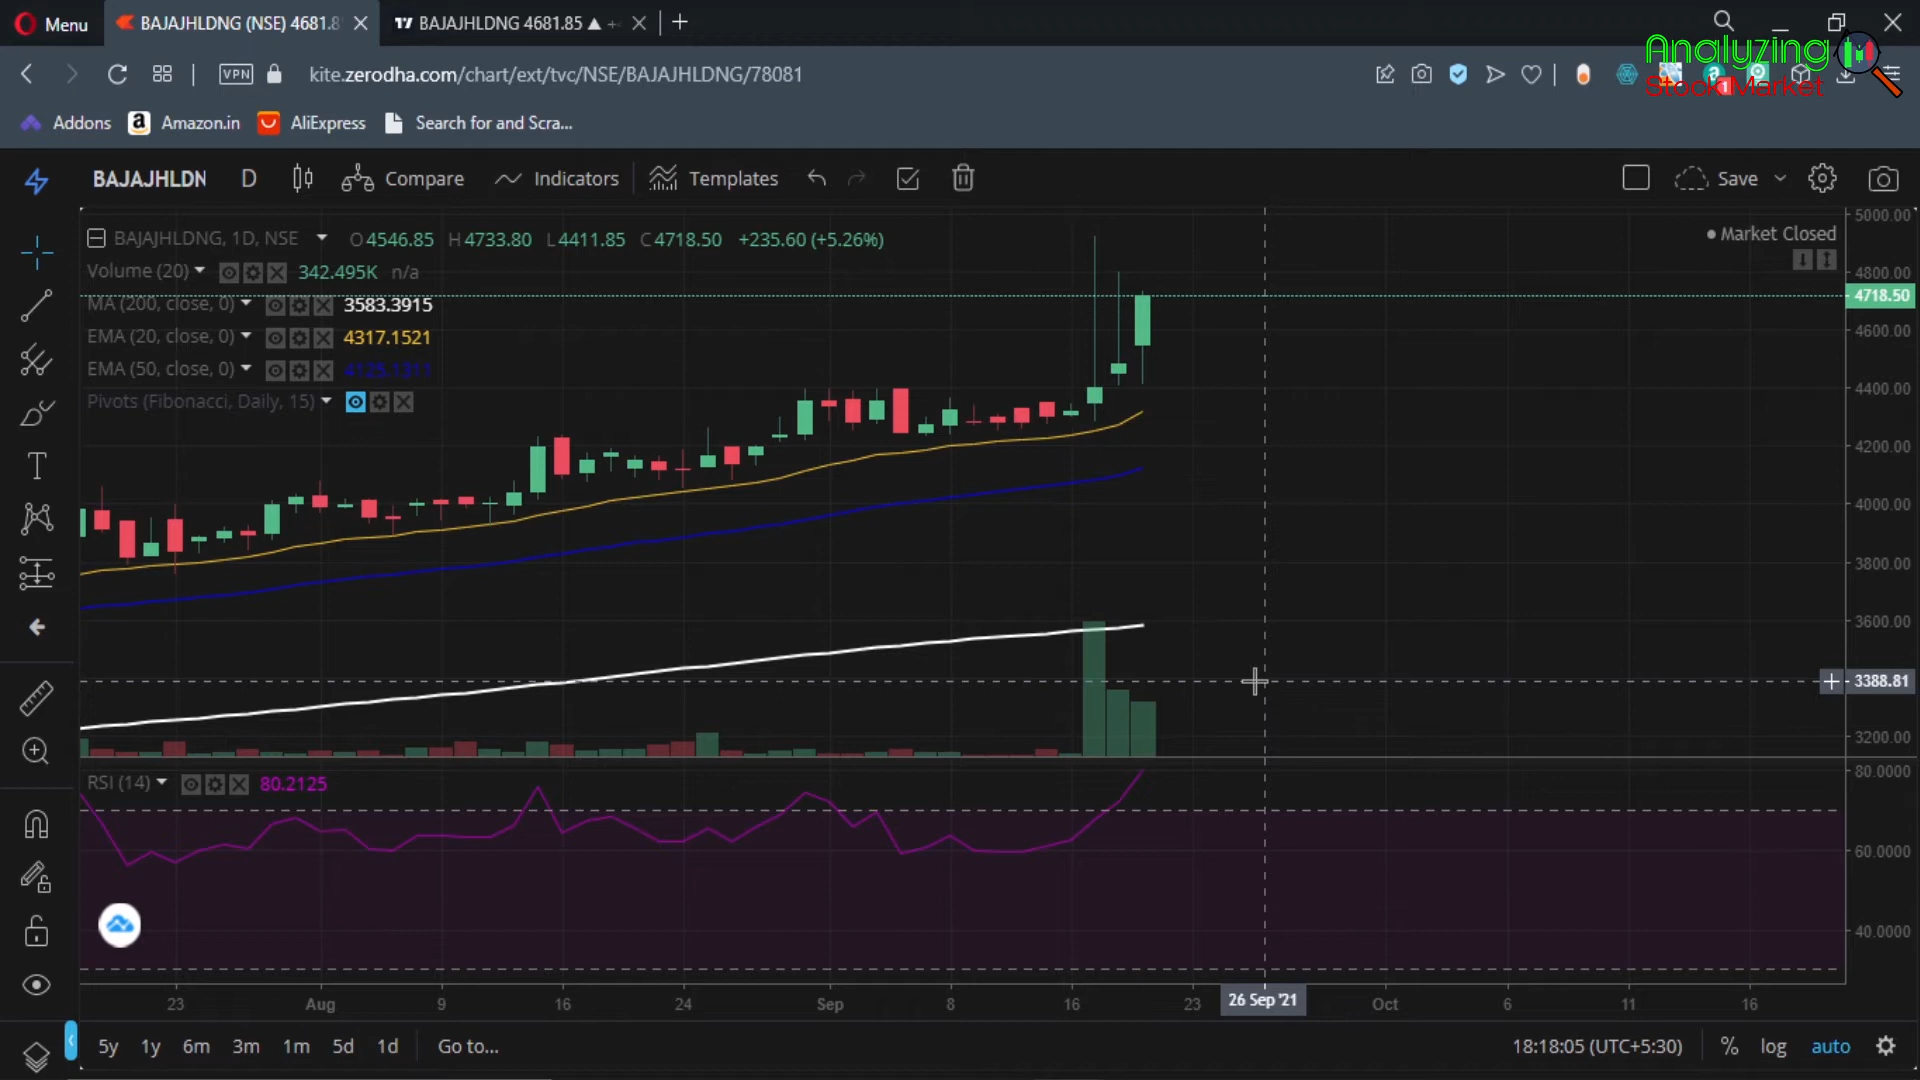 Menu
BAJAJHLDNG (NSE) 4681.8
BAJAJHLDNG 4681.85 ▲ +
Analyzing
Stock Market
VPN
kite.zerodha.com/chart/ext/tvc/NSE/BAJAJHLDNG/78081
1
Addons
Amazon.in
AliExpress
Search for and Scra...
BAJAJHLDN
D
Compare
Indicators
Templates
Save
BAJAJHLDNG, 1D, NSE O4546.85 H4733.80 L4411.85 C4718.50 +235.60 (+5.26%)
Market Closed
Volume (20) 342.495K n/a
MA (200, close, 0) 3583.3915
EMA (20, close, 0) 4317.1521
EMA (50, close, 0) 4125.1311
Pivots (Fibonacci, Daily, 15)
5000.00
4800.00
4718.50
4600.00
4400.00
4200.00
4000.00
3800.00
3600.00
3388.81
3200.00
RSI (14) 80.2125
80.0000
60.0000
40.0000
23 Aug 9 16 24 Sep 8 16 23 26 Sep '21 Oct 6 11 16
5y 1y 6m 3m 1m 5d 1d Go to...
18:18:05 (UTC+5:30) % log auto